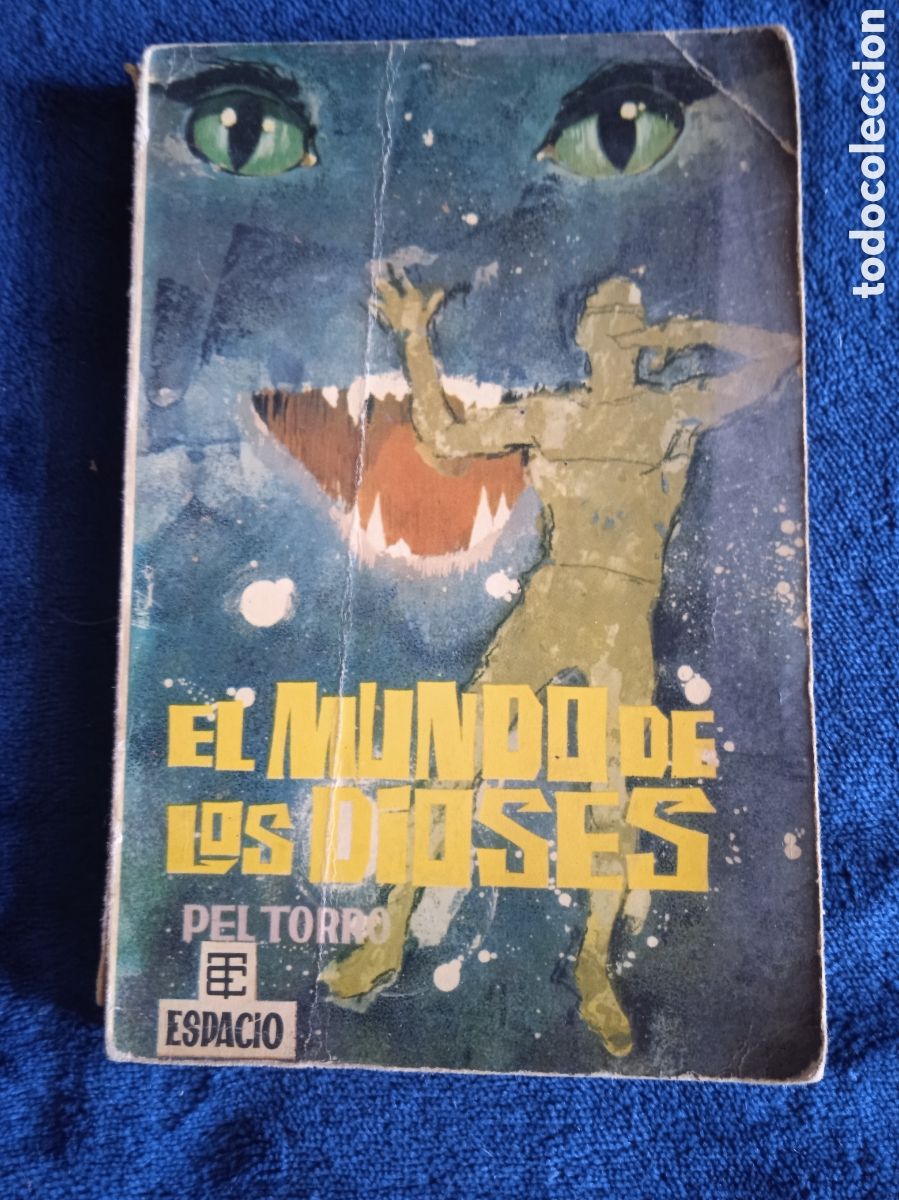 todocoleccion
EL MUNDO DE
LOS DIOSES
PEL TORRO
ESPACIO